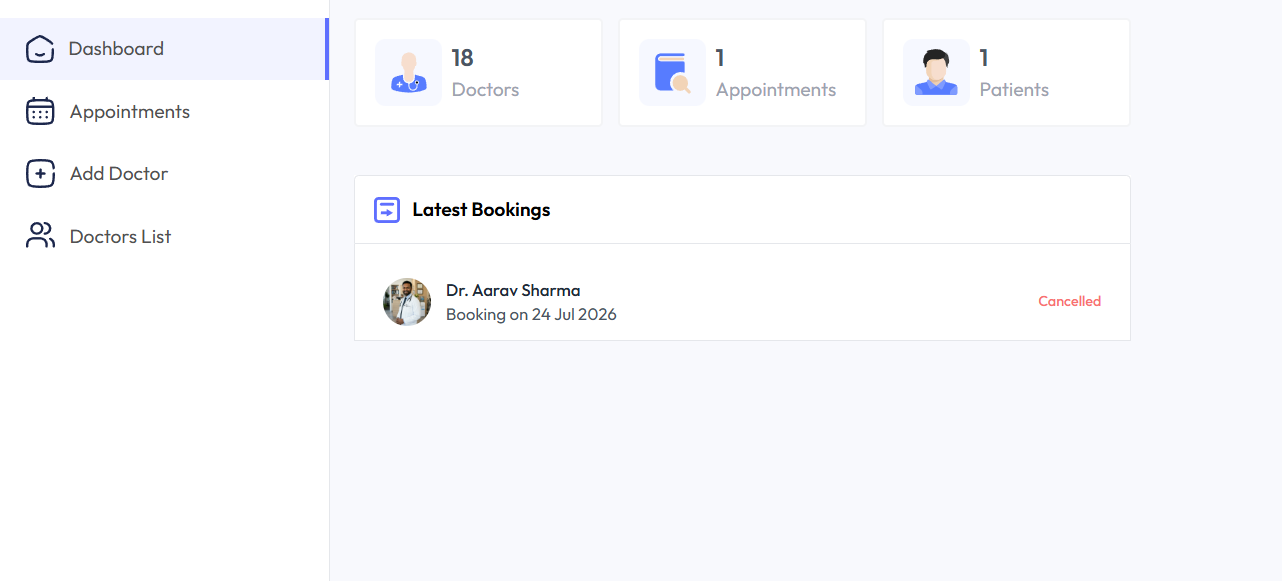 Dashboard
Appointments
Add Doctor
Doctors List
18
Doctors
1
Appointments
1
Patients
Latest Bookings
Dr. Aarav Sharma
Booking on 24 Jul 2026
Cancelled